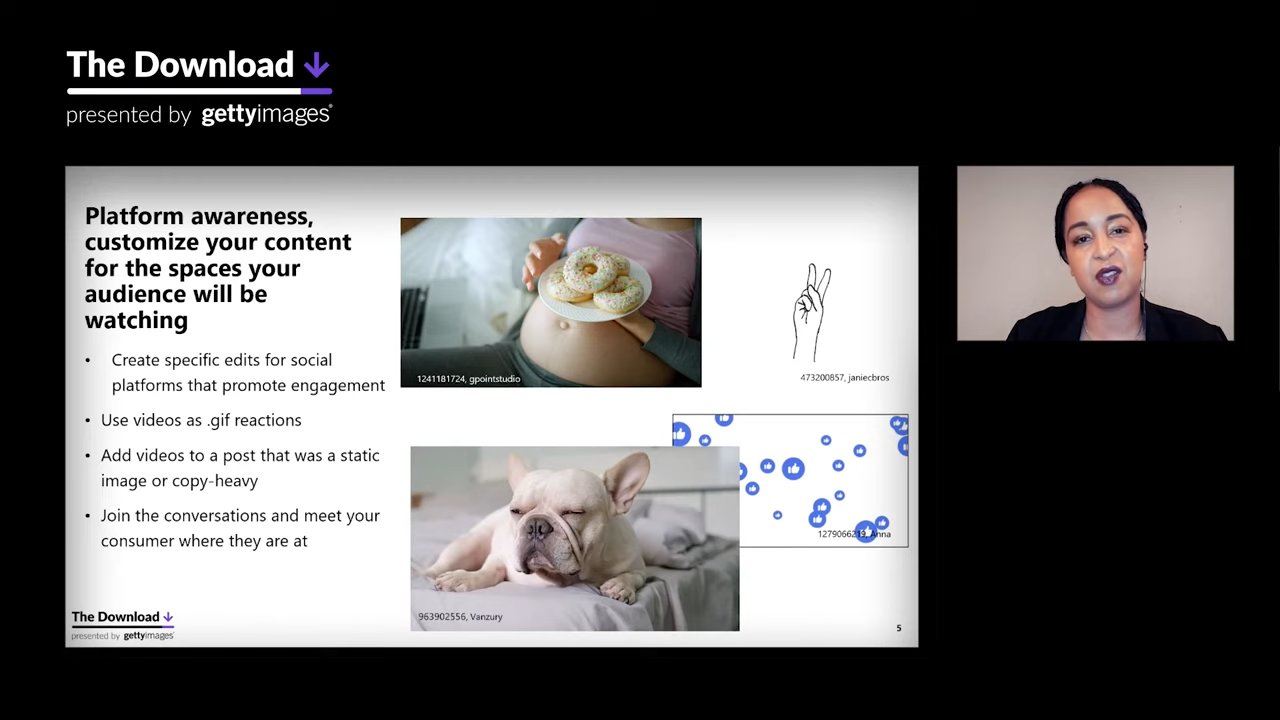 The Download
presented by gettyimages®
Platform awareness,
customize your content
for the spaces your
audience will be
watching
• Create specific edits for social
platforms that promote engagement
• Use videos as .gif reactions
• Add videos to a post that was a static
image or copy-heavy
• Join the conversations and meet your
consumer where they are at
1241181724, gpointstudio
473200857, janiecbros
1279066219, Anna
963902556, Vanzury
The Download
presented by gettyimages®
5